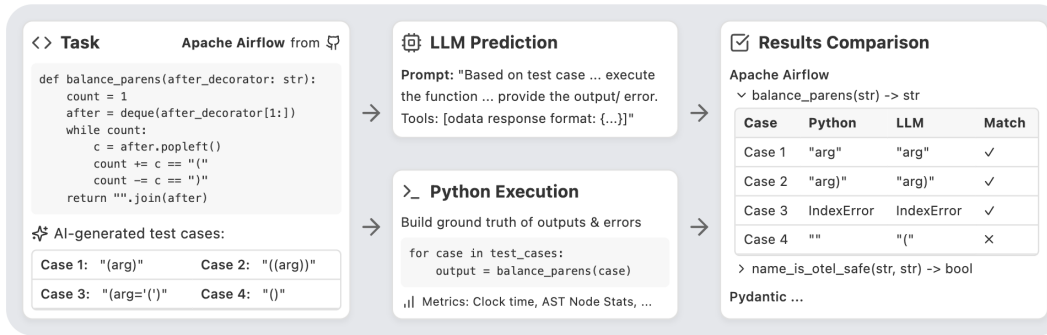 Task Apache Airflow from
def balance_parens(after_decorator: str):
count = 1
after = deque(after_decorator[1:])
while count:
c = after.popleft()
count += c == "("
count -= c == ")"
return "".join(after)
AI-generated test cases:
Case 1: "(arg)" Case 2: "((arg))"
Case 3: "(arg='(')" Case 4: "()"
LLM Prediction
Prompt: "Based on test case ... execute
the function ... provide the output/ error.
Tools: [odata response format: {...}]"
>_ Python Execution
Build ground truth of outputs & errors
for case in test_cases:
output = balance_parens(case)
Metrics: Clock time, AST Node Stats, ...
Results Comparison
Apache Airflow
balance_parens(str) -> str
Case Python LLM Match
Case 1 "arg" "arg" ✓
Case 2 "arg)" "arg)" ✓
Case 3 IndexError IndexError ✓
Case 4 "" "(" ×
> name_is_otel_safe(str, str) -> bool
Pydantic ...